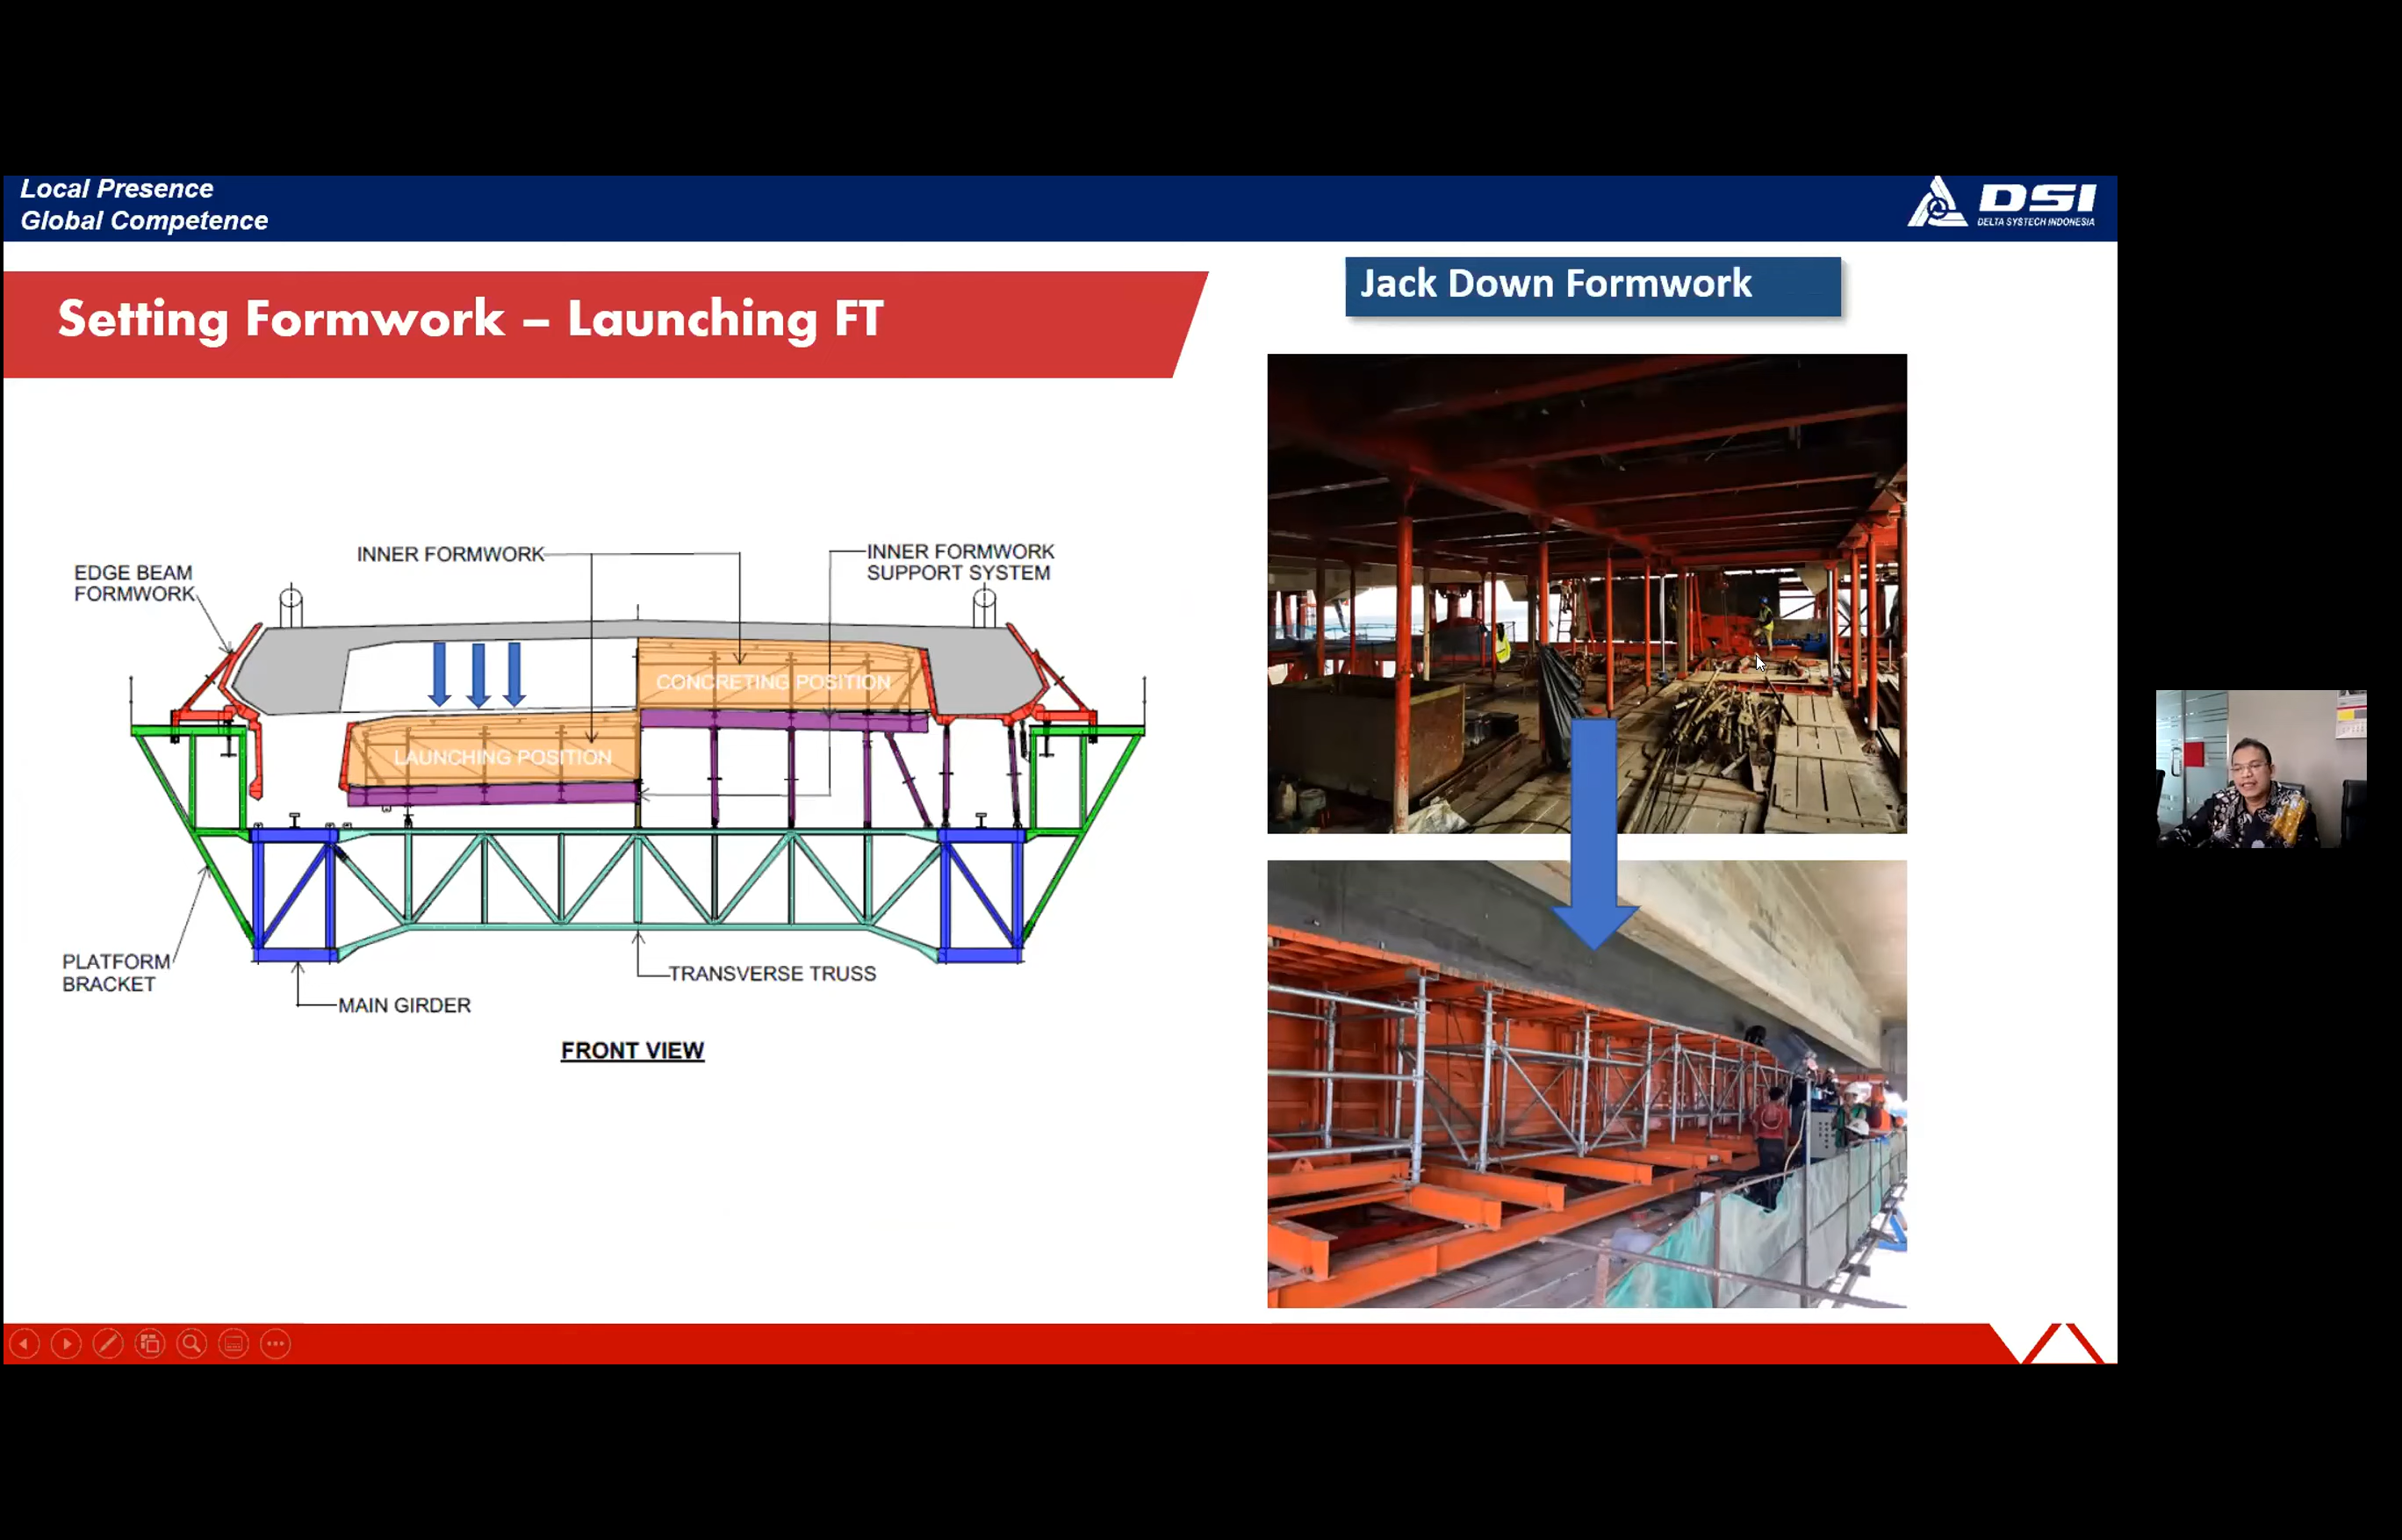 Local Presence
Global Competence
DSI
DELTA SYSTECH INDONESIA
Setting Formwork – Launching FT
Jack Down Formwork
EDGE BEAM
FORMWORK
INNER FORMWORK
INNER FORMWORK
SUPPORT SYSTEM
CONCRETING POSITION
LAUNCHING POSITION
PLATFORM
BRACKET
TRANSVERSE TRUSS
MAIN GIRDER
FRONT VIEW